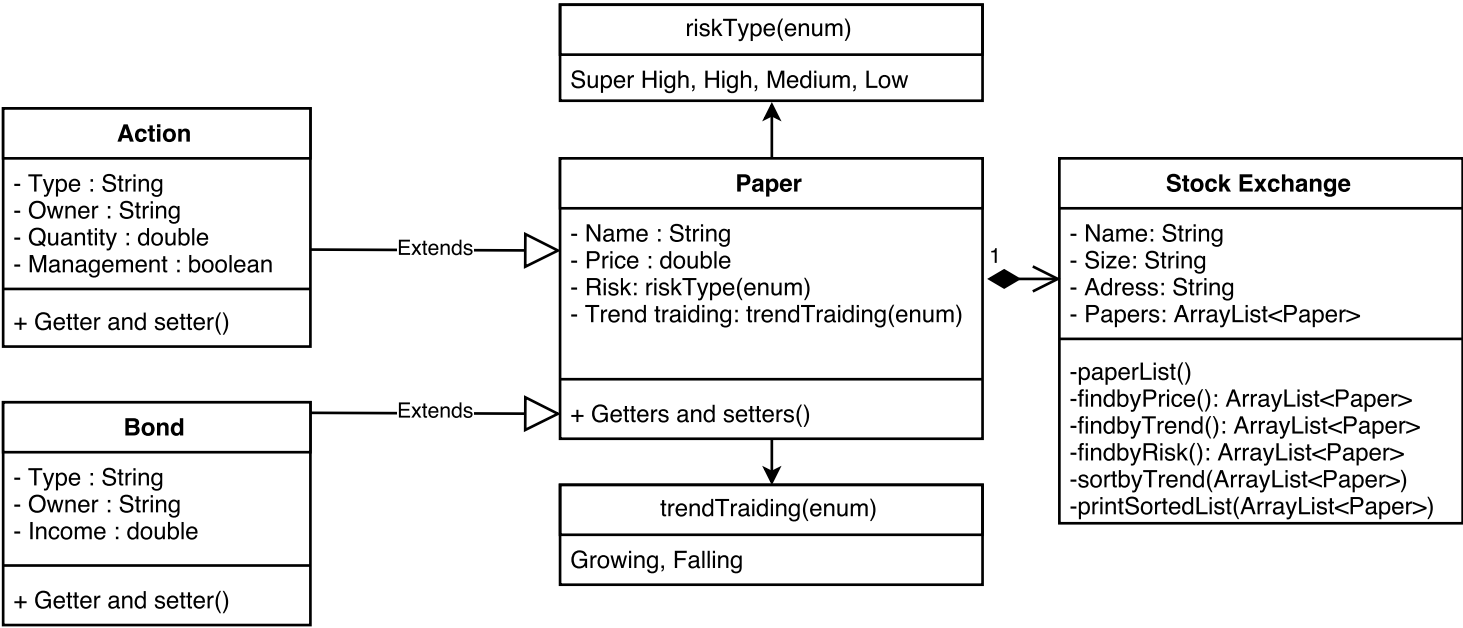 riskType(enum)
Super High, High, Medium, Low
Action
- Type : String
- Owner : String
- Quantity : double
- Management : boolean
+ Getter and setter()
Extends
Paper
- Name : String
- Price : double
- Risk: riskType(enum)
- Trend traiding: trendTraiding(enum)
+ Getters and setters()
1
Stock Exchange
- Name: String
- Size: String
- Adress: String
- Papers: ArrayList<Paper>
-paperList()
-findbyPrice(): ArrayList<Paper>
-findbyTrend(): ArrayList<Paper>
-findbyRisk(): ArrayList<Paper>
-sortbyTrend(ArrayList<Paper>)
-printSortedList(ArrayList<Paper>)
Bond
- Type : String
- Owner : String
- Income : double
+ Getter and setter()
Extends
trendTraiding(enum)
Growing, Falling